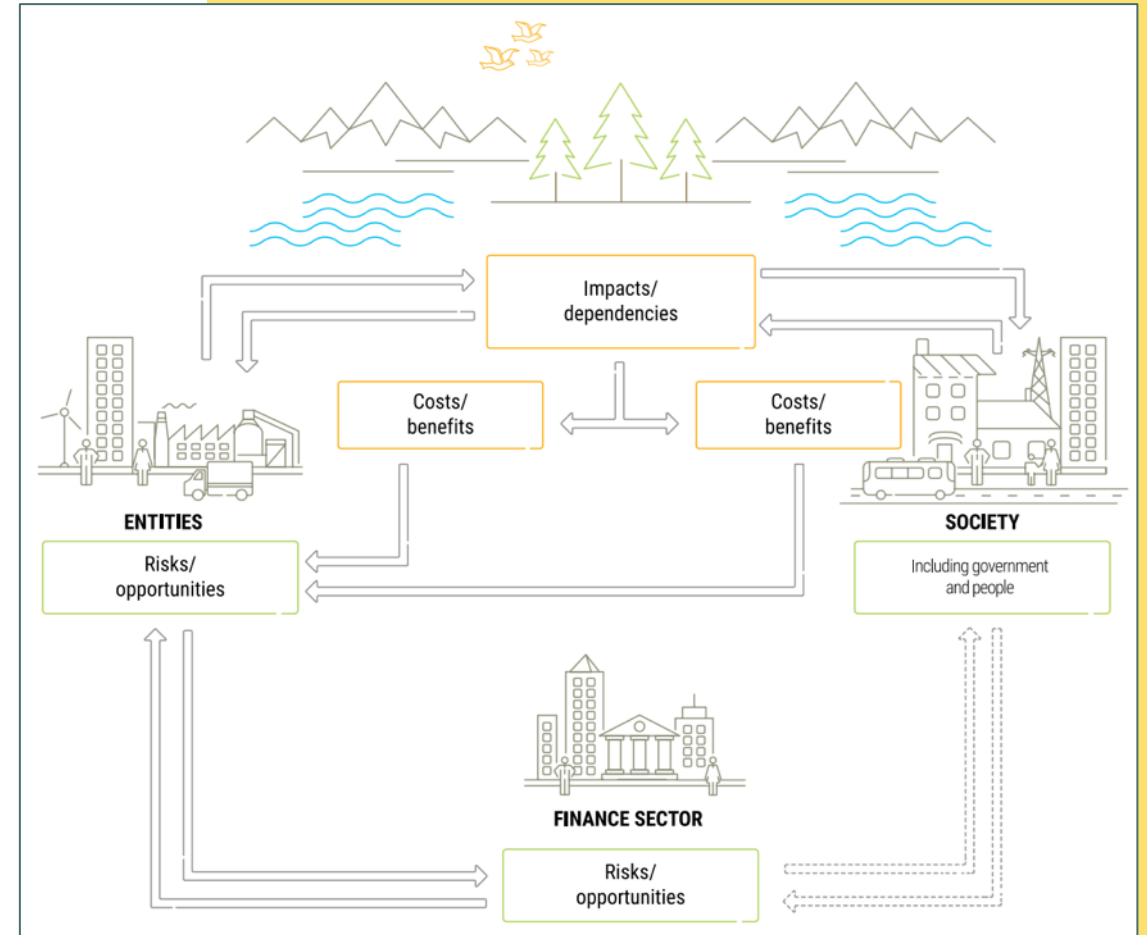 Impacts/
dependencies
Costs/
benefits
Costs/
benefits
ENTITIES
Risks/
opportunities
SOCIETY
Including government
and people
FINANCE SECTOR
Risks/
opportunities